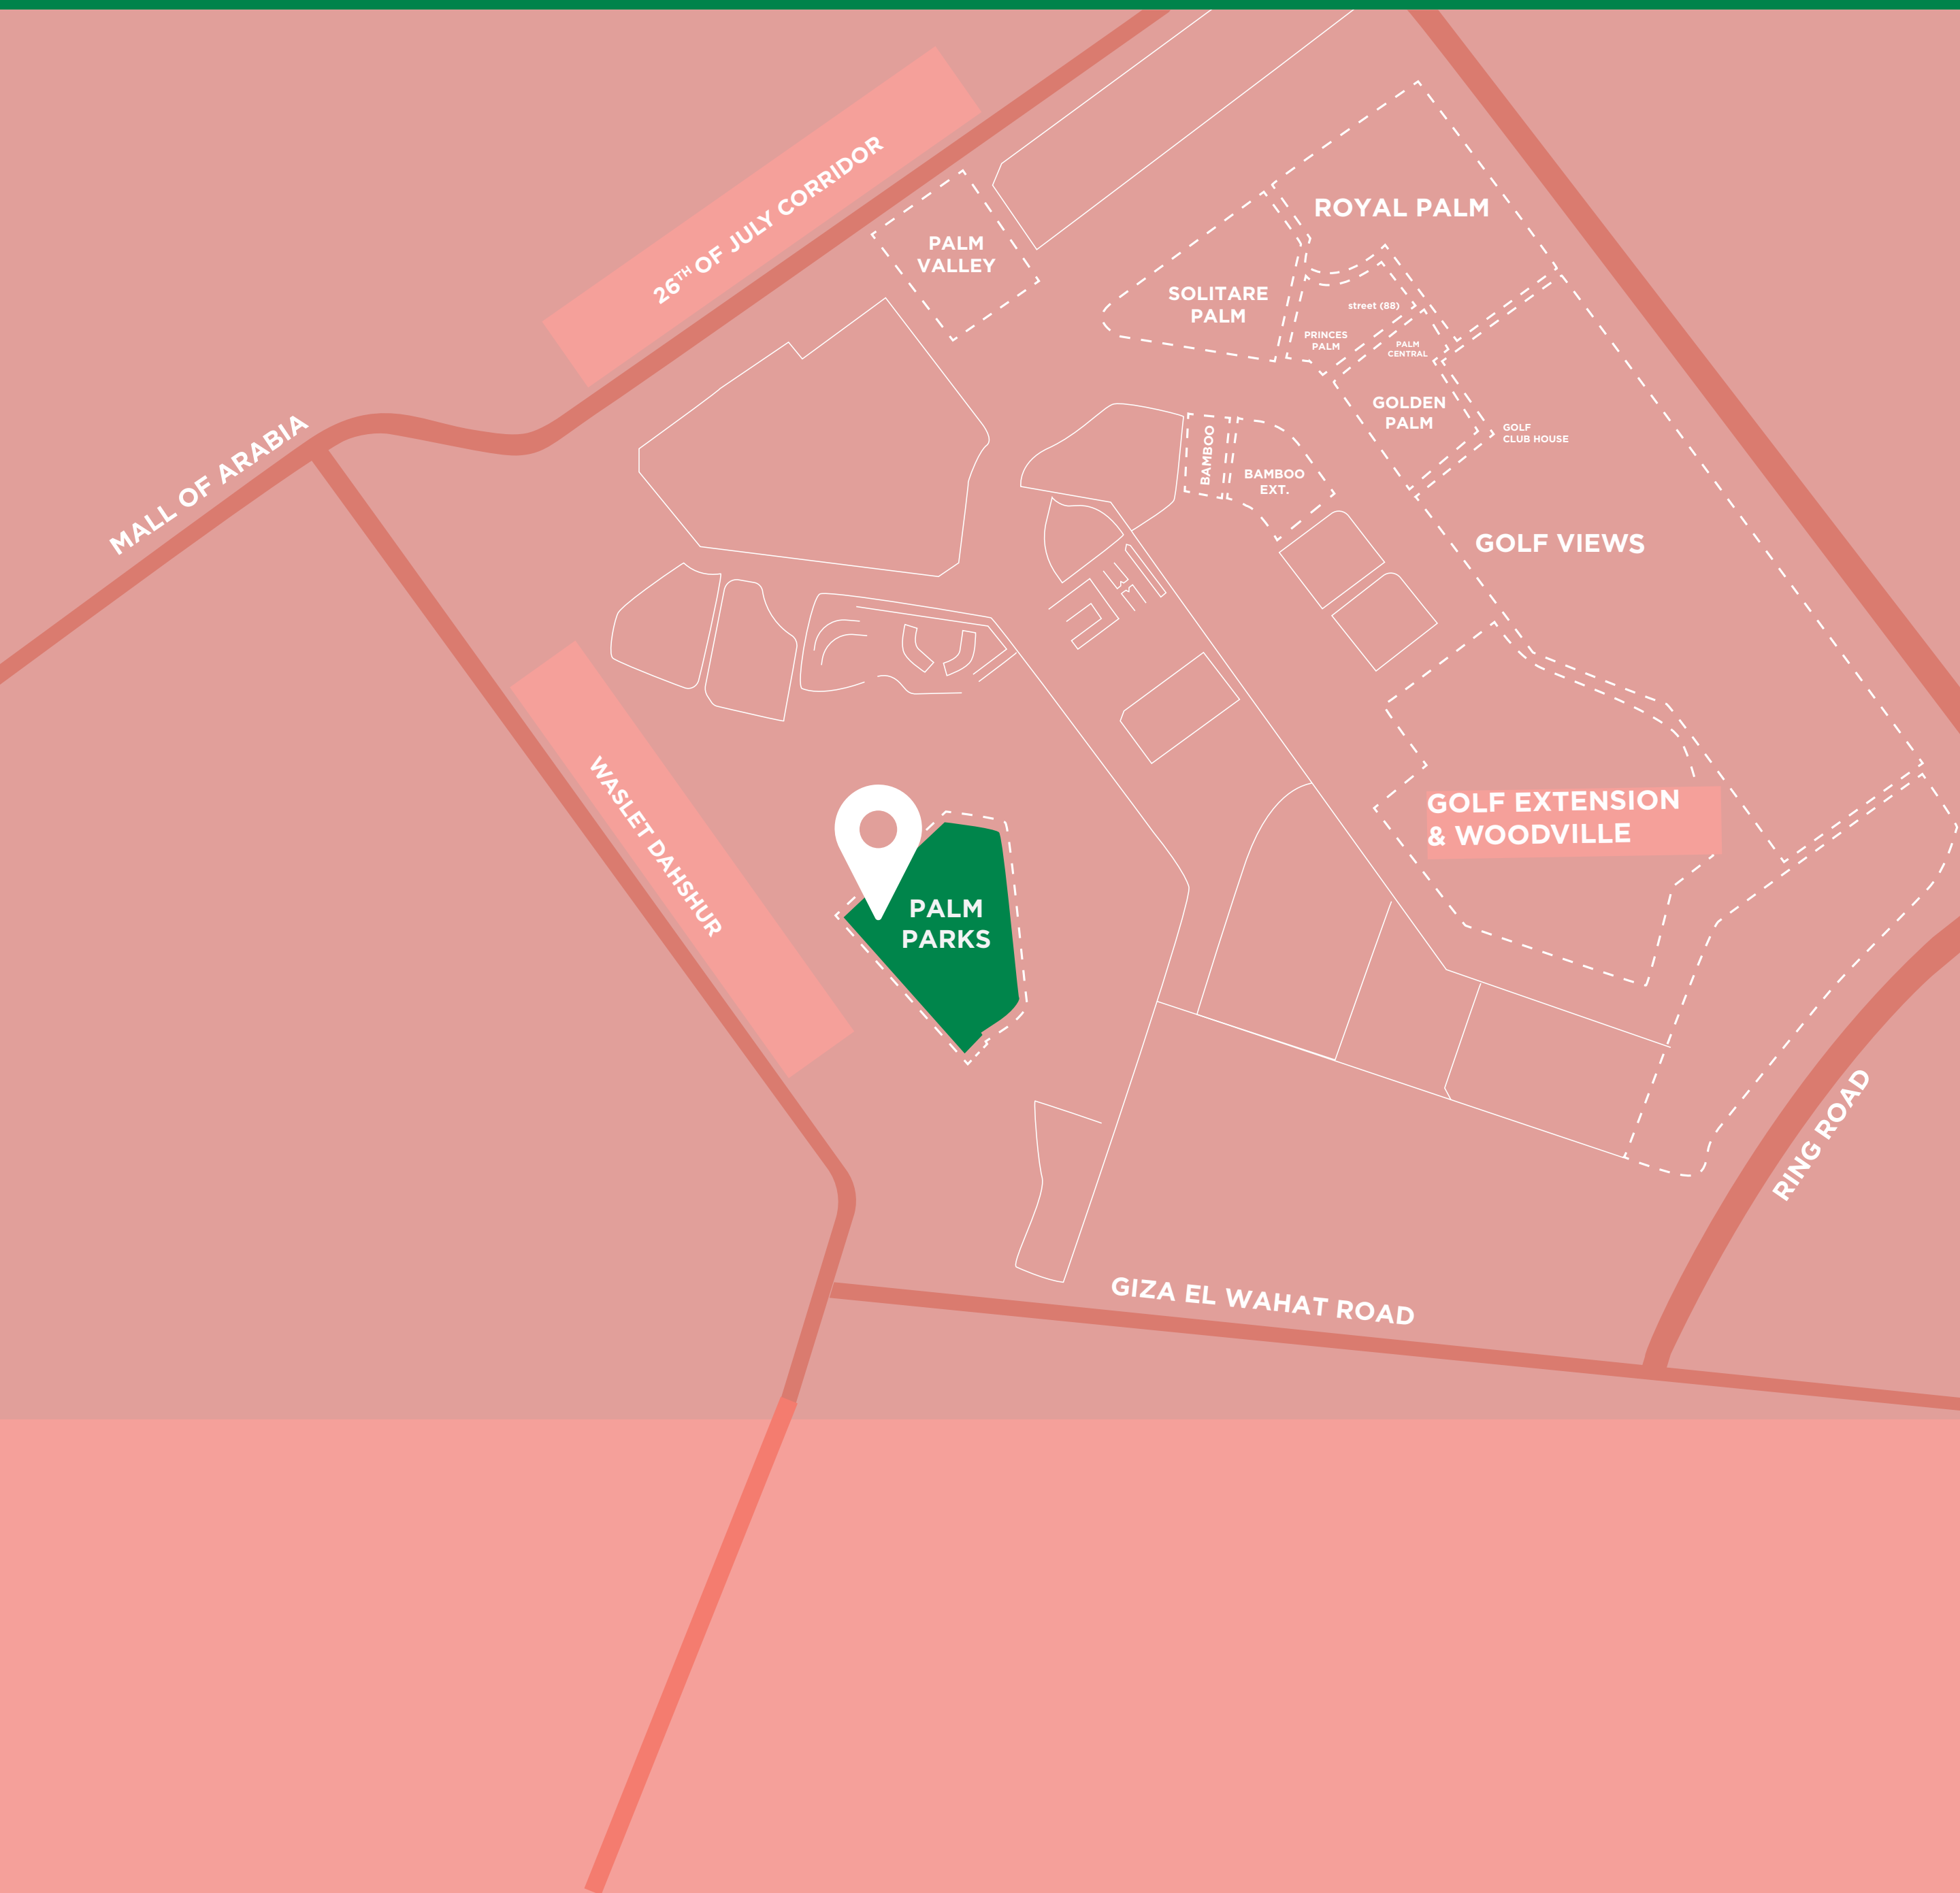 26TH OF JULY CORRIDOR
ROYAL PALM
PALM
VALLEY
SOLITARE
PALM
street (88)
PRINCES
PALM
PALM
CENTRAL
GOLDEN
PALM
GOLF
CLUB HOUSE
MALL OF ARABIA
BAMBOO
BAMBOO
EXT.
GOLF VIEWS
GOLF EXTENSION
& WOODVILLE
WASLET DAHSHUR
PALM
PARKS
RING ROAD
GIZA EL WAHAT ROAD